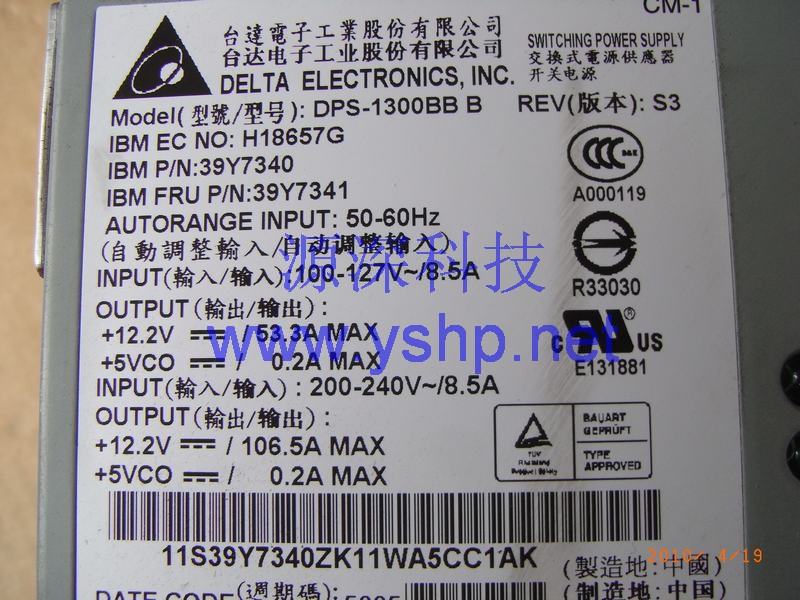 CM-1
台達電子工業股份有限公司
台达电子工业股份有限公司
DELTA ELECTRONICS, INC.
SWITCHING POWER SUPPLY
交換式電源供應器
开关电源
Model(型號/型号): DPS-1300BB B REV(版本): S3
IBM EC NO: H18657G
IBM P/N:39Y7340
IBM FRU P/N:39Y7341
AUTORANGE INPUT: 50-60Hz
(自動調整輸入/自动调整输入)
INPUT(輸入/输入):100-127V~/8.5A
OUTPUT(輸出/输出):
+12.2V ⎓ / 53.3A MAX
+5VCO ⎓ / 0.2A MAX
INPUT(輸入/输入): 200-240V~/8.5A
OUTPUT(輸出/输出):
+12.2V ⎓ / 106.5A MAX
+5VCO ⎓ / 0.2A MAX
CCC S&E
A000119
R33030
c UL ® US
E131881
TÜV
BAUART
GEPRÜFT
TYPE
APPROVED
11S39Y7340ZK11WA5CC1AK
(製造地:中國)
(制造地:中国)
DATE CODE(週期碼):
源深科技
www.yshp.net
2010 4/19